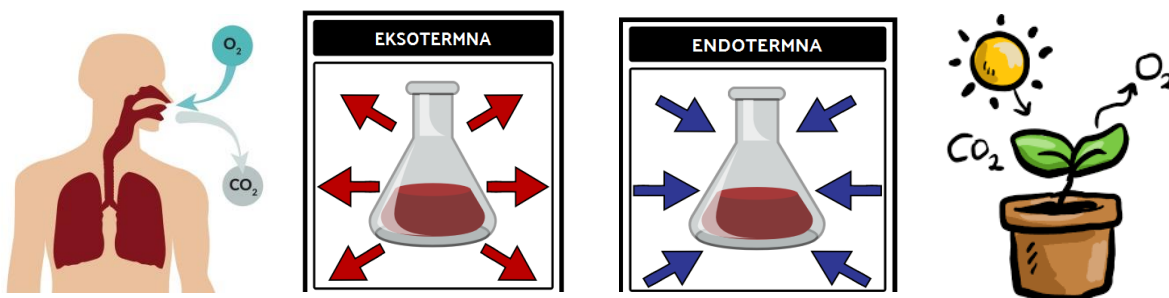 O₂
CO₂
EKSOTERMNA
ENDOTERMNA
CO₂
O₂